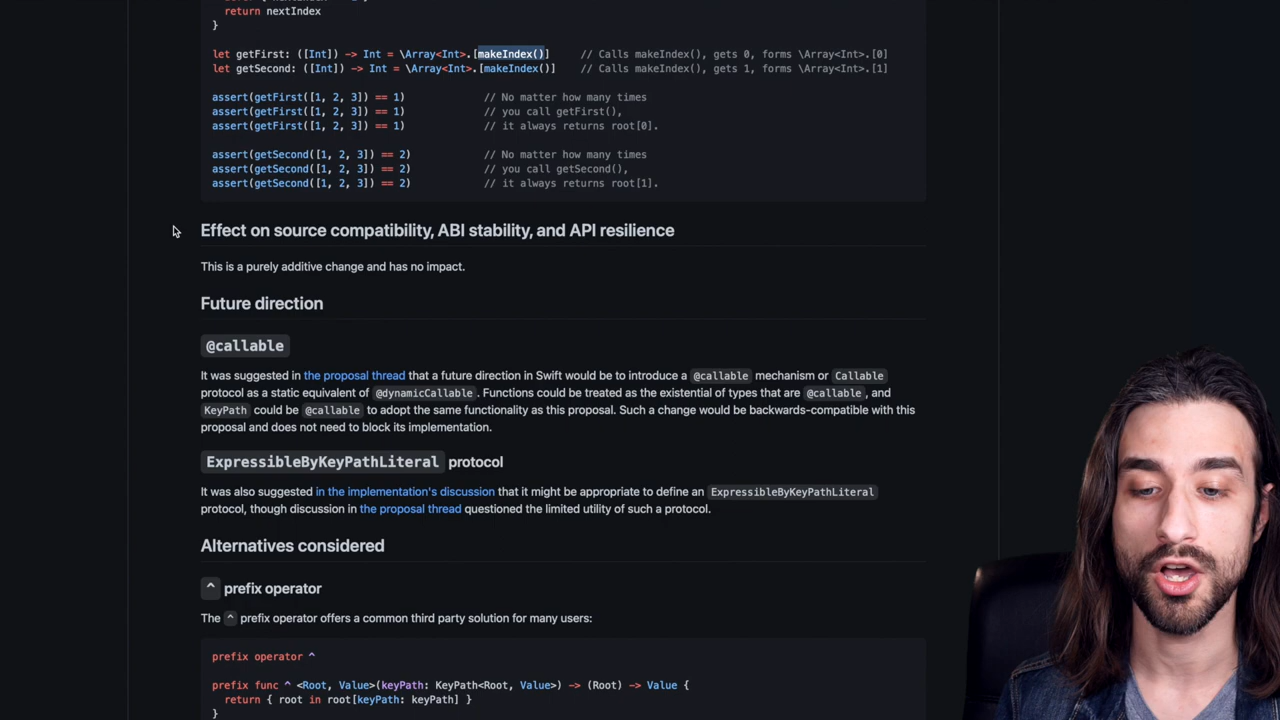 return nextIndex
}
let getFirst: ([Int]) -> Int = \Array<Int>.[makeIndex()] // Calls makeIndex(), gets 0, forms \Array<Int>.[0]
let getSecond: ([Int]) -> Int = \Array<Int>.[makeIndex()] // Calls makeIndex(), gets 1, forms \Array<Int>.[1]
assert(getFirst([1, 2, 3]) == 1) // No matter how many times
assert(getFirst([1, 2, 3]) == 1) // you call getFirst(),
assert(getFirst([1, 2, 3]) == 1) // it always returns root[0].
assert(getSecond([1, 2, 3]) == 2) // No matter how many times
assert(getSecond([1, 2, 3]) == 2) // you call getSecond(),
assert(getSecond([1, 2, 3]) == 2) // it always returns root[1].
Effect on source compatibility, ABI stability, and API resilience
This is a purely additive change and has no impact.
Future direction
@callable
It was suggested in the proposal thread that a future direction in Swift would be to introduce a @callable mechanism or Callable
protocol as a static equivalent of @dynamicCallable. Functions could be treated as the existential of types that are @callable, and
KeyPath could be @callable to adopt the same functionality as this proposal. Such a change would be backwards-compatible with this
proposal and does not need to block its implementation.
ExpressibleByKeyPathLiteral protocol
It was also suggested in the implementation's discussion that it might be appropriate to define an ExpressibleByKeyPathLiteral
protocol, though discussion in the proposal thread questioned the limited utility of such a protocol.
Alternatives considered
^ prefix operator
The ^ prefix operator offers a common third party solution for many users:
prefix operator ^
prefix func ^ <Root, Value>(keyPath: KeyPath<Root, Value>) -> (Root) -> Value {
return { root in root[keyPath: keyPath] }
}